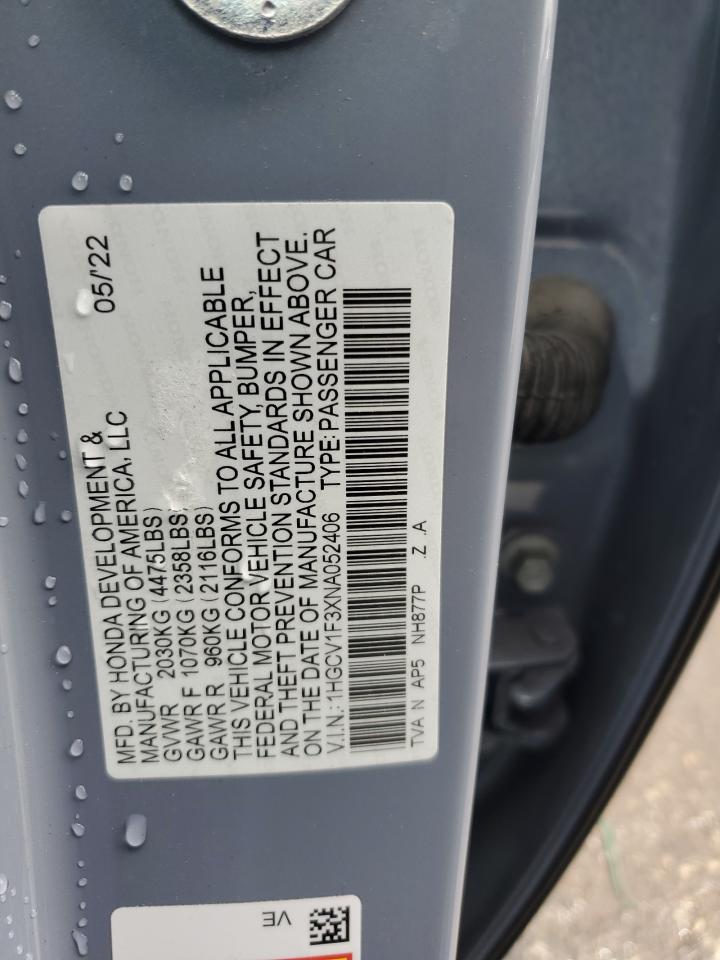 MFD. BY HONDA DEVELOPMENT & 05/'22
MANUFACTURING OF AMERICA, LLC
GVWR 2030KG (4475LBS)
GAWR F 1070KG (2358LBS)
GAWR R 960KG (2116LBS)
THIS VEHICLE CONFORMS TO ALL APPLICABLE
FEDERAL MOTOR VEHICLE SAFETY, BUMPER,
AND THEFT PREVENTION STANDARDS IN EFFECT
ON THE DATE OF MANUFACTURE SHOWN ABOVE.
V.I.N.: 1HGCV1F3XNA052406 TYPE: PASSENGER CAR
TVA N AP5 NH877P .Z .A
VE